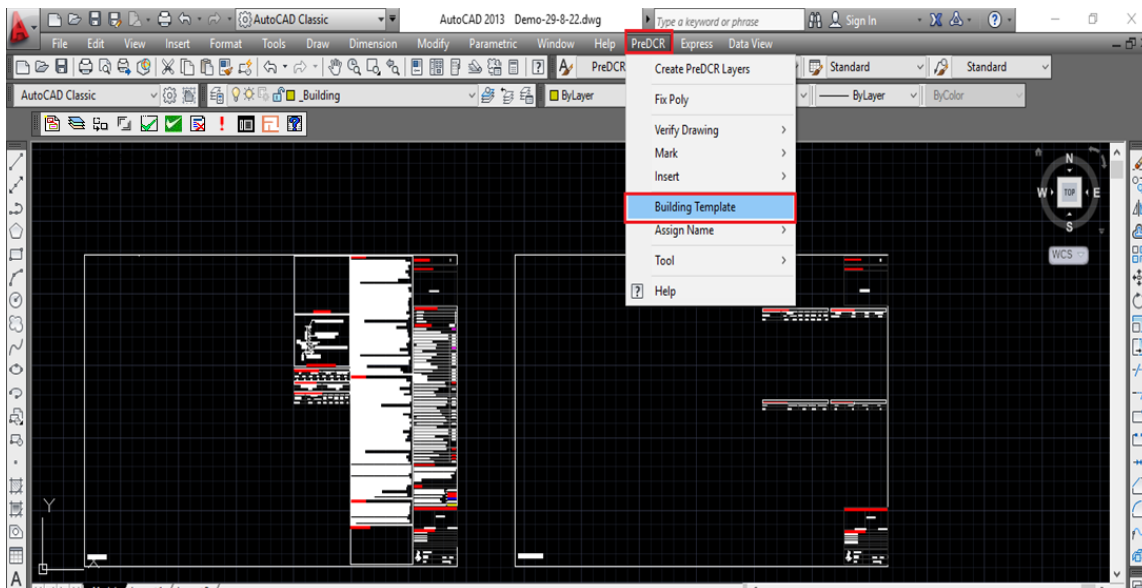 AutoCAD Classic AutoCAD 2013 Demo-29-8-22.dwg Type a keyword or phrase Sign In
File Edit View Insert Format Tools Draw Dimension Modify Parametric Window Help PreDCR Express Data View
PreDCR Standard Standard
AutoCAD Classic _Building ByLayer ByLayer ByColor
Create PreDCR Layers
Fix Poly
Verify Drawing
Mark
Insert
Building Template
Assign Name
Tool
? Help
N
W TOP E
S
WCS
Y
X